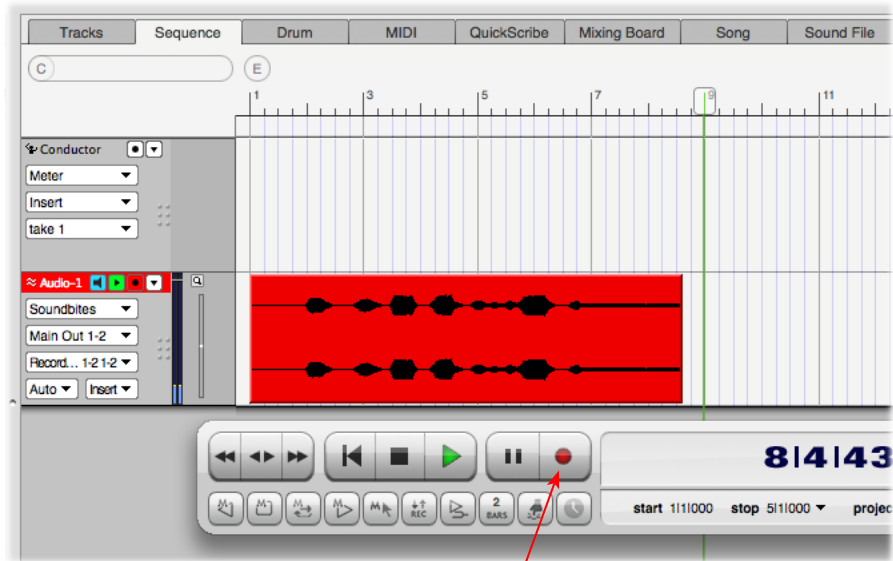 Tracks Sequence Drum MIDI QuickScribe Mixing Board Song Sound File
C E
1 3 5 7 9 11
Conductor
Meter
Insert
take 1
Audio-1
Soundbites
Main Out 1-2
Record... 1-2 1-2
Auto Insert
8|4|43
M M M M M REC 2 BARS
start 1|1|000 stop 5|1|000 projec